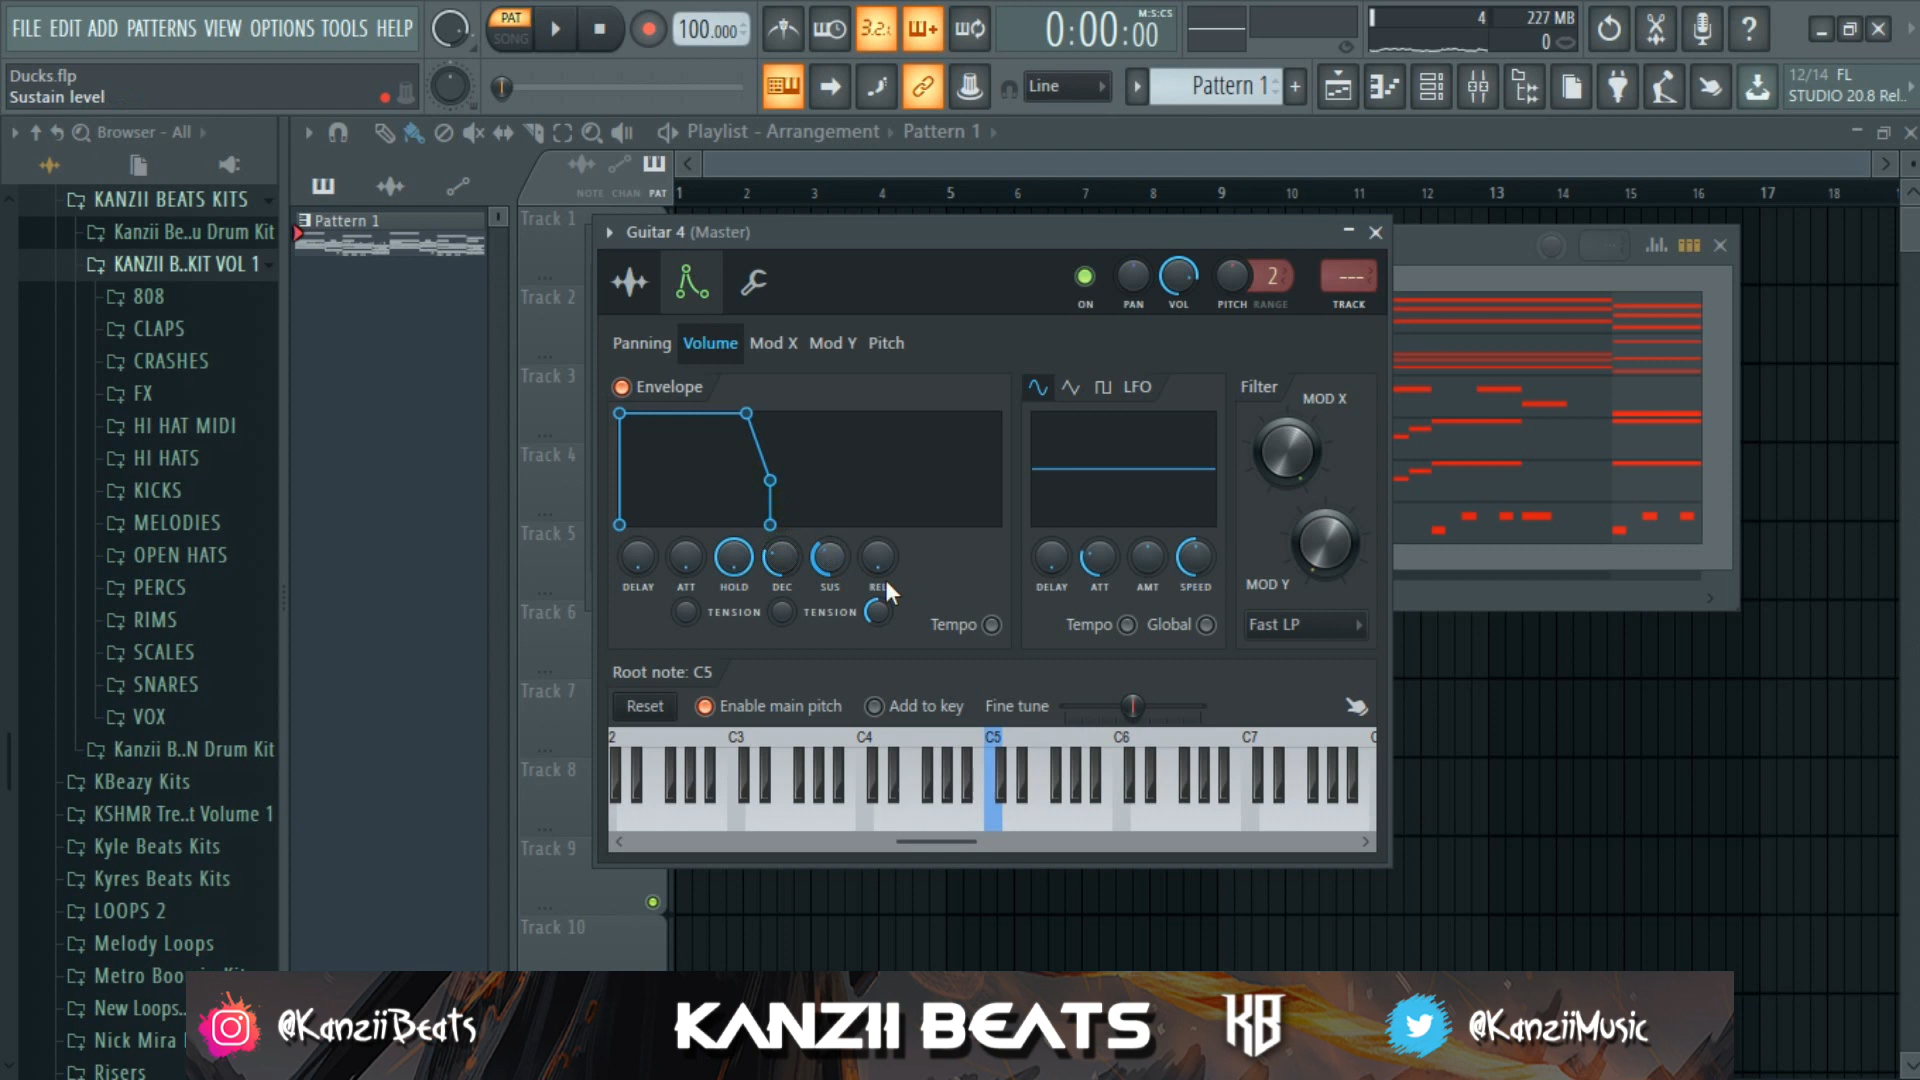 FILE EDIT ADD PATTERNS VIEW OPTIONS TOOLS HELP
PAT
SONG
100.000
3.2.
0:00:00
M:S:CS
4
227 MB
0
Ducks.flp
Sustain level
Line
Pattern 1
12/14 FL
STUDIO 20.8 Rel..
Browser - All
Playlist - Arrangement
Pattern 1
NOTE CHAN PAT
1 2 3 4 5 6 7 8 9 10 11 12 13 14 15 16 17 18
KANZII BEATS KITS
Kanzii Be..u Drum Kit
KANZII B..KIT VOL 1
808
CLAPS
CRASHES
FX
HI HAT MIDI
HI HATS
KICKS
MELODIES
OPEN HATS
PERCS
RIMS
SCALES
SNARES
VOX
Kanzii B..N Drum Kit
KBeazy Kits
KSHMR Tre..t Volume 1
Kyle Beats Kits
Kyres Beats Kits
LOOPS 2
Melody Loops
Metro
New Loops..
Nick Mira
Risers
Pattern 1
Track 1
Track 2
Track 3
Track 4
Track 5
Track 6
Track 7
Track 8
Track 9
Track 10
Guitar 4 (Master)
ON
PAN
VOL
PITCH
RANGE
2
---
TRACK
Panning Volume Mod X Mod Y Pitch
Envelope
LFO
Filter
MOD X
DELAY ATT HOLD DEC SUS REL
TENSION TENSION
Tempo
DELAY ATT AMT SPEED
Tempo Global
MOD Y
Fast LP
Root note: C5
Reset
Enable main pitch
Add to key
Fine tune
2 C3 C4 C5 C6 C7
@KanziiBeats
KANZII BEATS
KB
@KanziiMusic